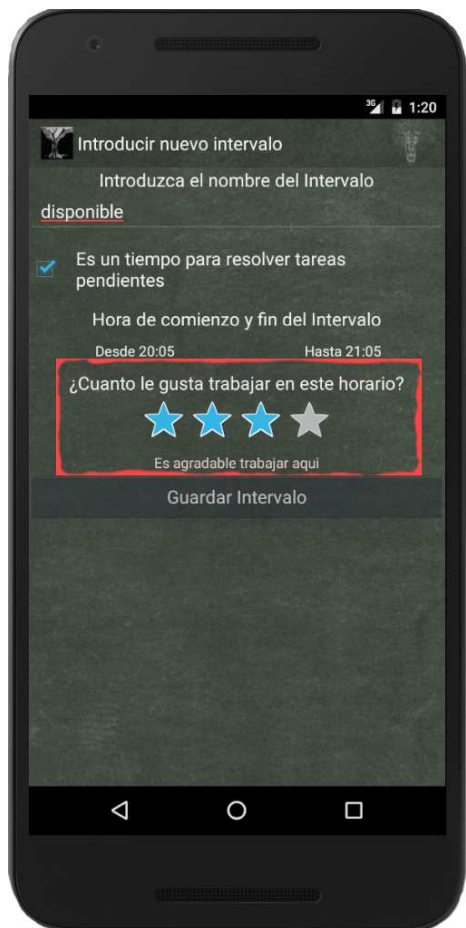 3G 1:20
Introducir nuevo intervalo
Introduzca el nombre del Intervalo
disponible
Es un tiempo para resolver tareas
pendientes
Hora de comienzo y fin del Intervalo
Desde 20:05 Hasta 21:05
¿Cuanto le gusta trabajar en este horario?
Es agradable trabajar aqui
Guardar Intervalo